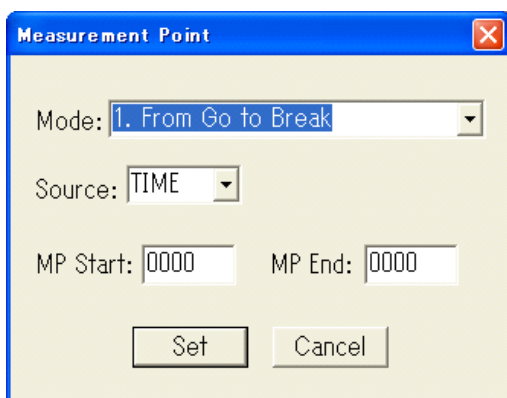 Measurement Point
Mode: 1. From Go to Break
Source: TIME
MP Start: 0000 MP End: 0000
Set Cancel